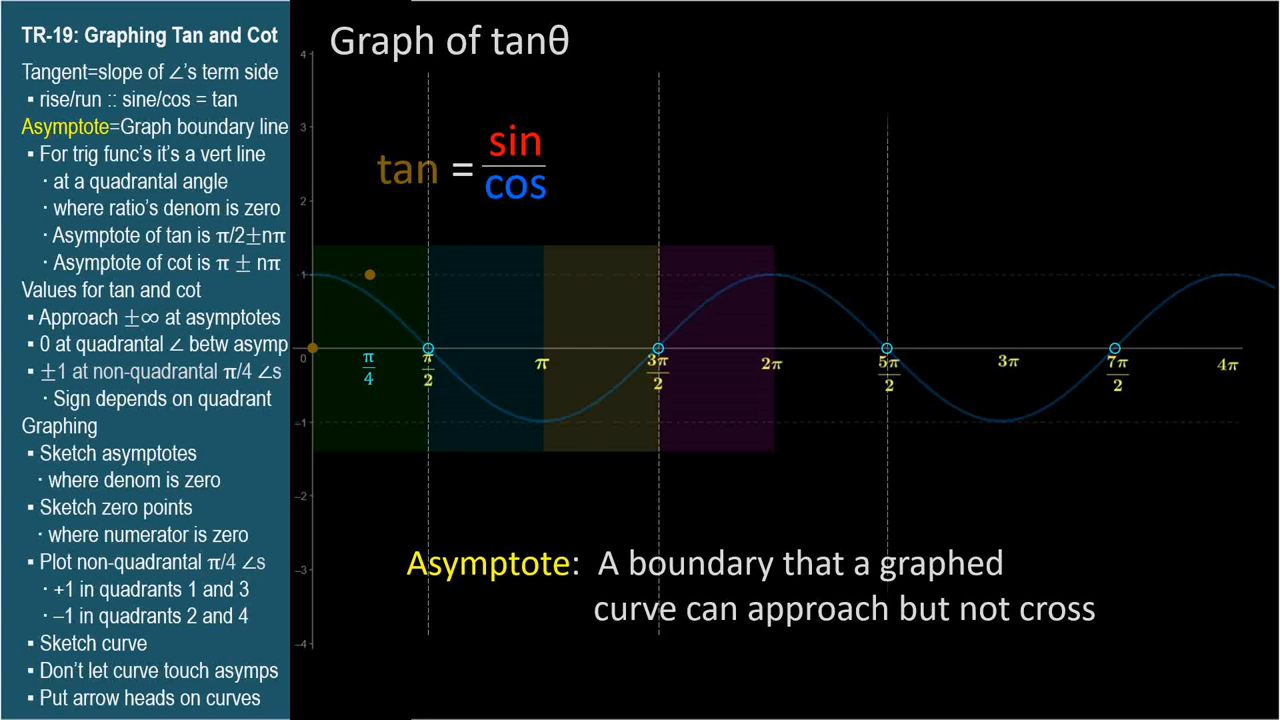 TR-19: Graphing Tan and Cot
Tangent=slope of ∠'s term side
▪ rise/run :: sine/cos = tan
Asymptote=Graph boundary line
▪ For trig func's it's a vert line
· at a quadrantal angle
· where ratio's denom is zero
· Asymptote of tan is π/2±nπ
· Asymptote of cot is π ± nπ
Values for tan and cot
▪ Approach ±∞ at asymptotes
▪ 0 at quadrantal ∠ betw asymp
▪ ±1 at non-quadrantal π/4 ∠s
· Sign depends on quadrant
Graphing
▪ Sketch asymptotes
· where denom is zero
▪ Sketch zero points
· where numerator is zero
▪ Plot non-quadrantal π/4 ∠s
· +1 in quadrants 1 and 3
· –1 in quadrants 2 and 4
▪ Sketch curve
▪ Don't let curve touch asymps
▪ Put arrow heads on curves
Graph of tanθ
tan = sin/cos
4
3
2
1
0
−1
−2
−3
−4
π/4 π/2 π 3π/2 2π 5π/2 3π 7π/2 4π
Asymptote: A boundary that a graphed
curve can approach but not cross